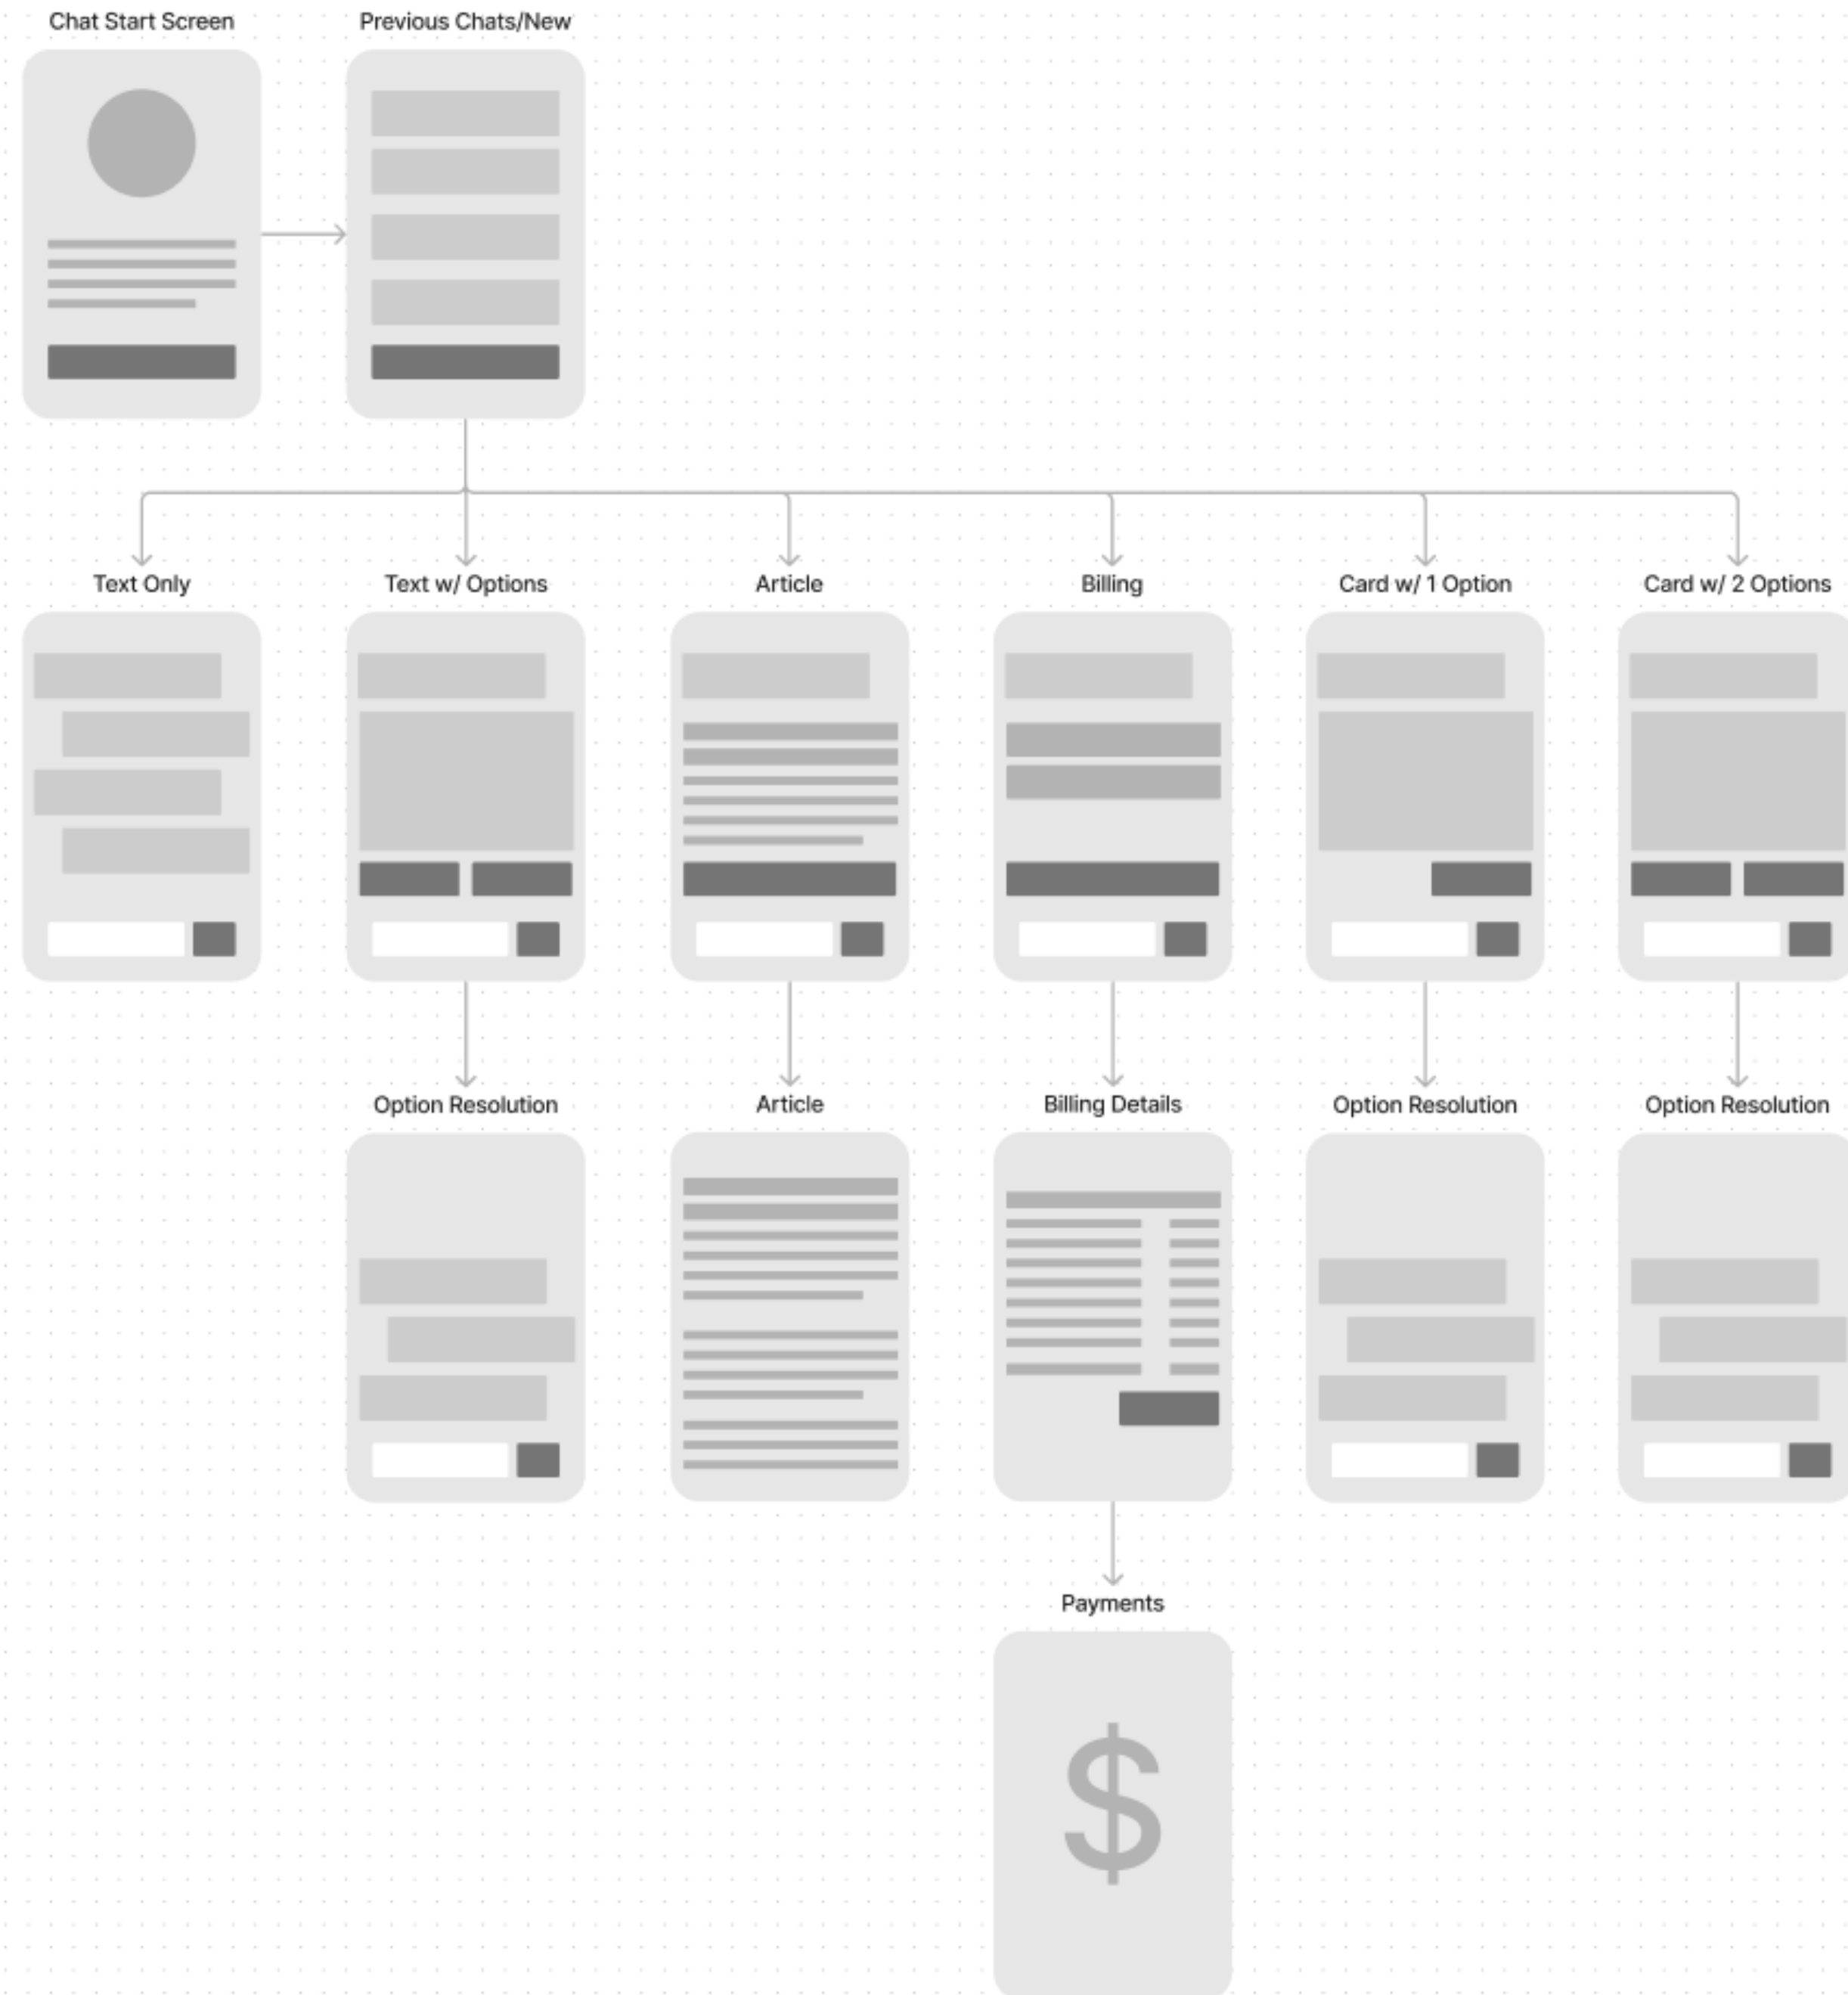 Chat Start Screen
Previous Chats/New
Text Only
Text w/ Options
Article
Billing
Card w/ 1 Option
Card w/ 2 Options
Option Resolution
Article
Billing Details
Option Resolution
Option Resolution
Payments
$